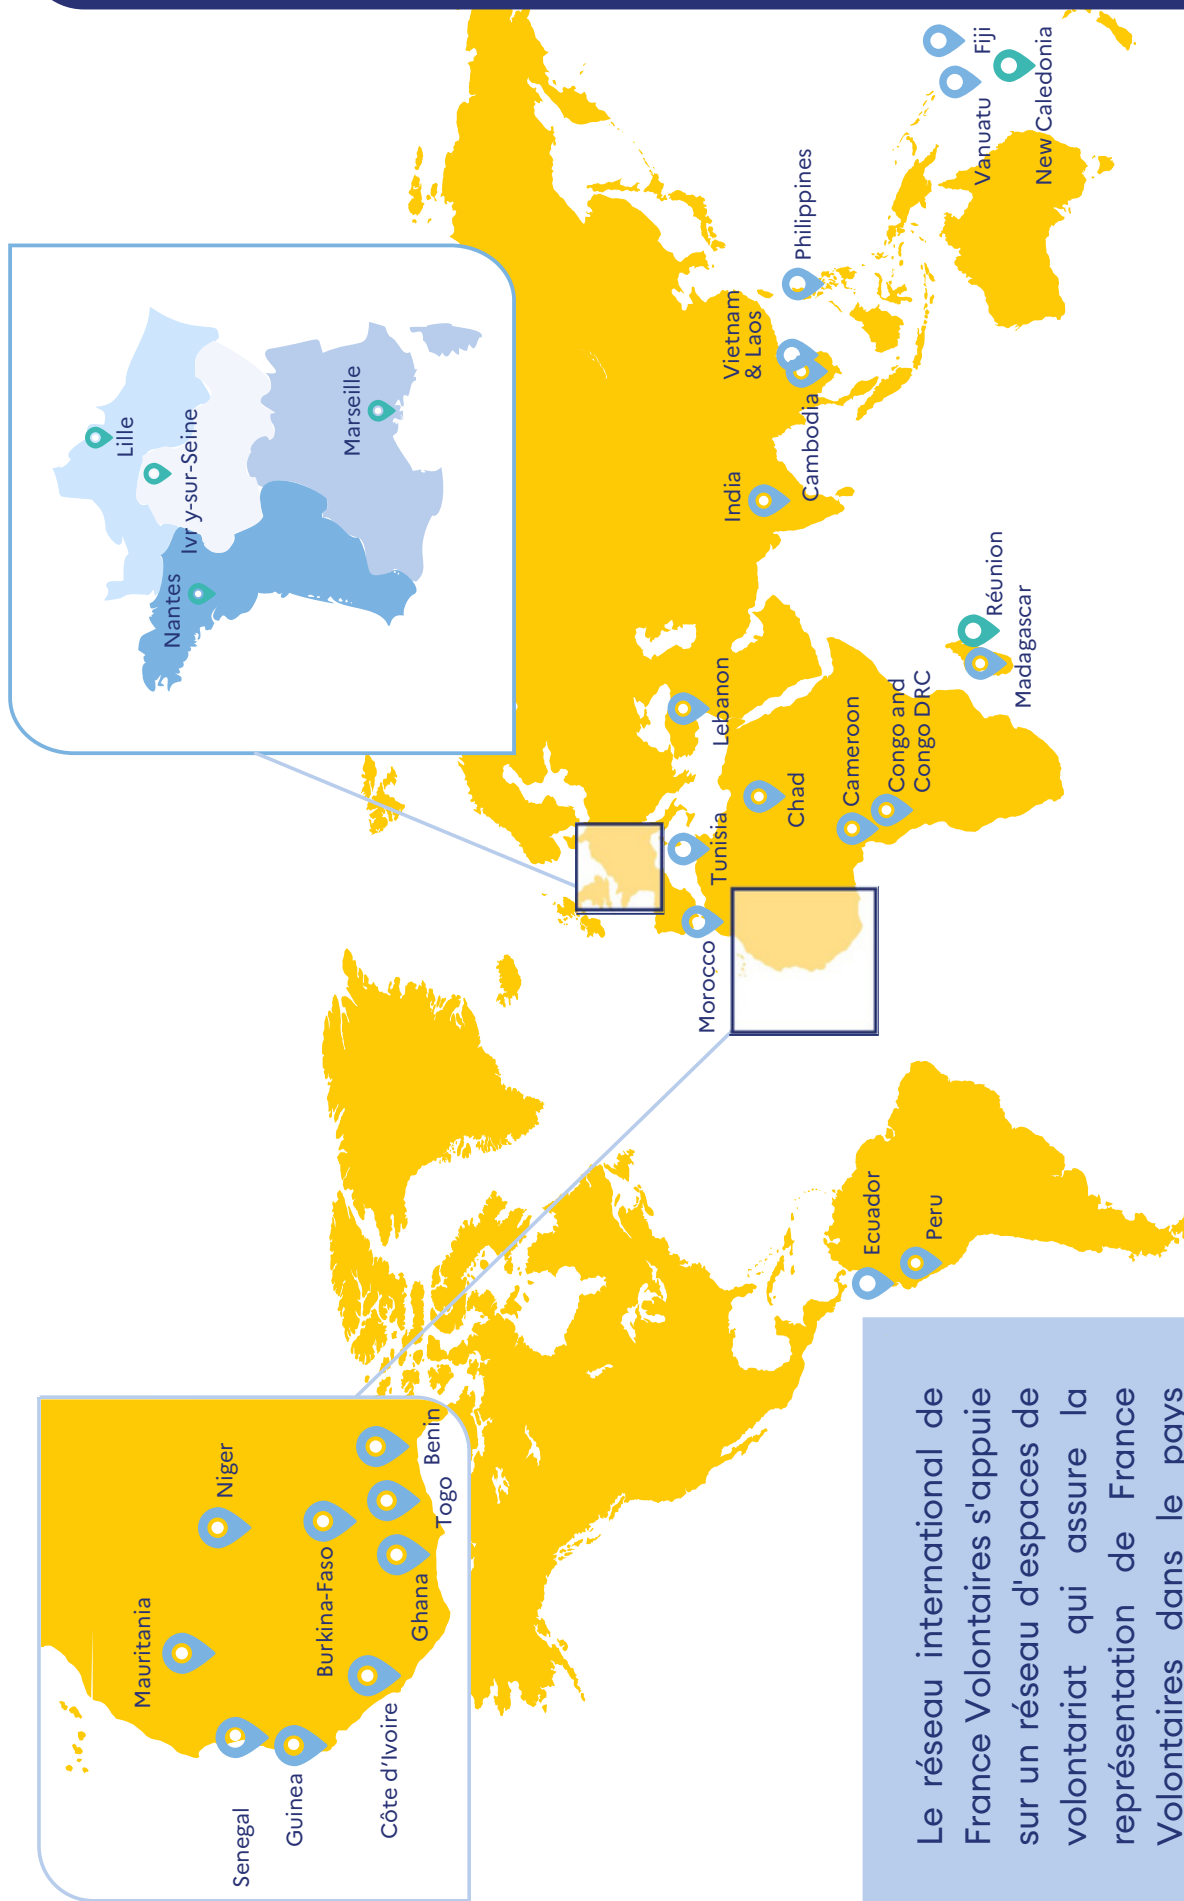 Mauritania
Niger
Senegal
Guinea
Burkina-Faso
Côte d'Ivoire
Ghana
Togo
Benin
Nantes
Lille
Ivr y-sur-Seine
Marseille
Morocco
Tunisia
Lebanon
Chad
Cameroon
Congo and
Congo DRC
Réunion
Madagascar
India
Vietnam
& Laos
Cambodia
Philippines
Fiji
Vanuatu
New Caledonia
Ecuador
Peru
Le réseau international de
France Volontaires s'appuie
sur un réseau d'espaces de
volontariat qui assure la
représentation de France
Volontaires dans le pays